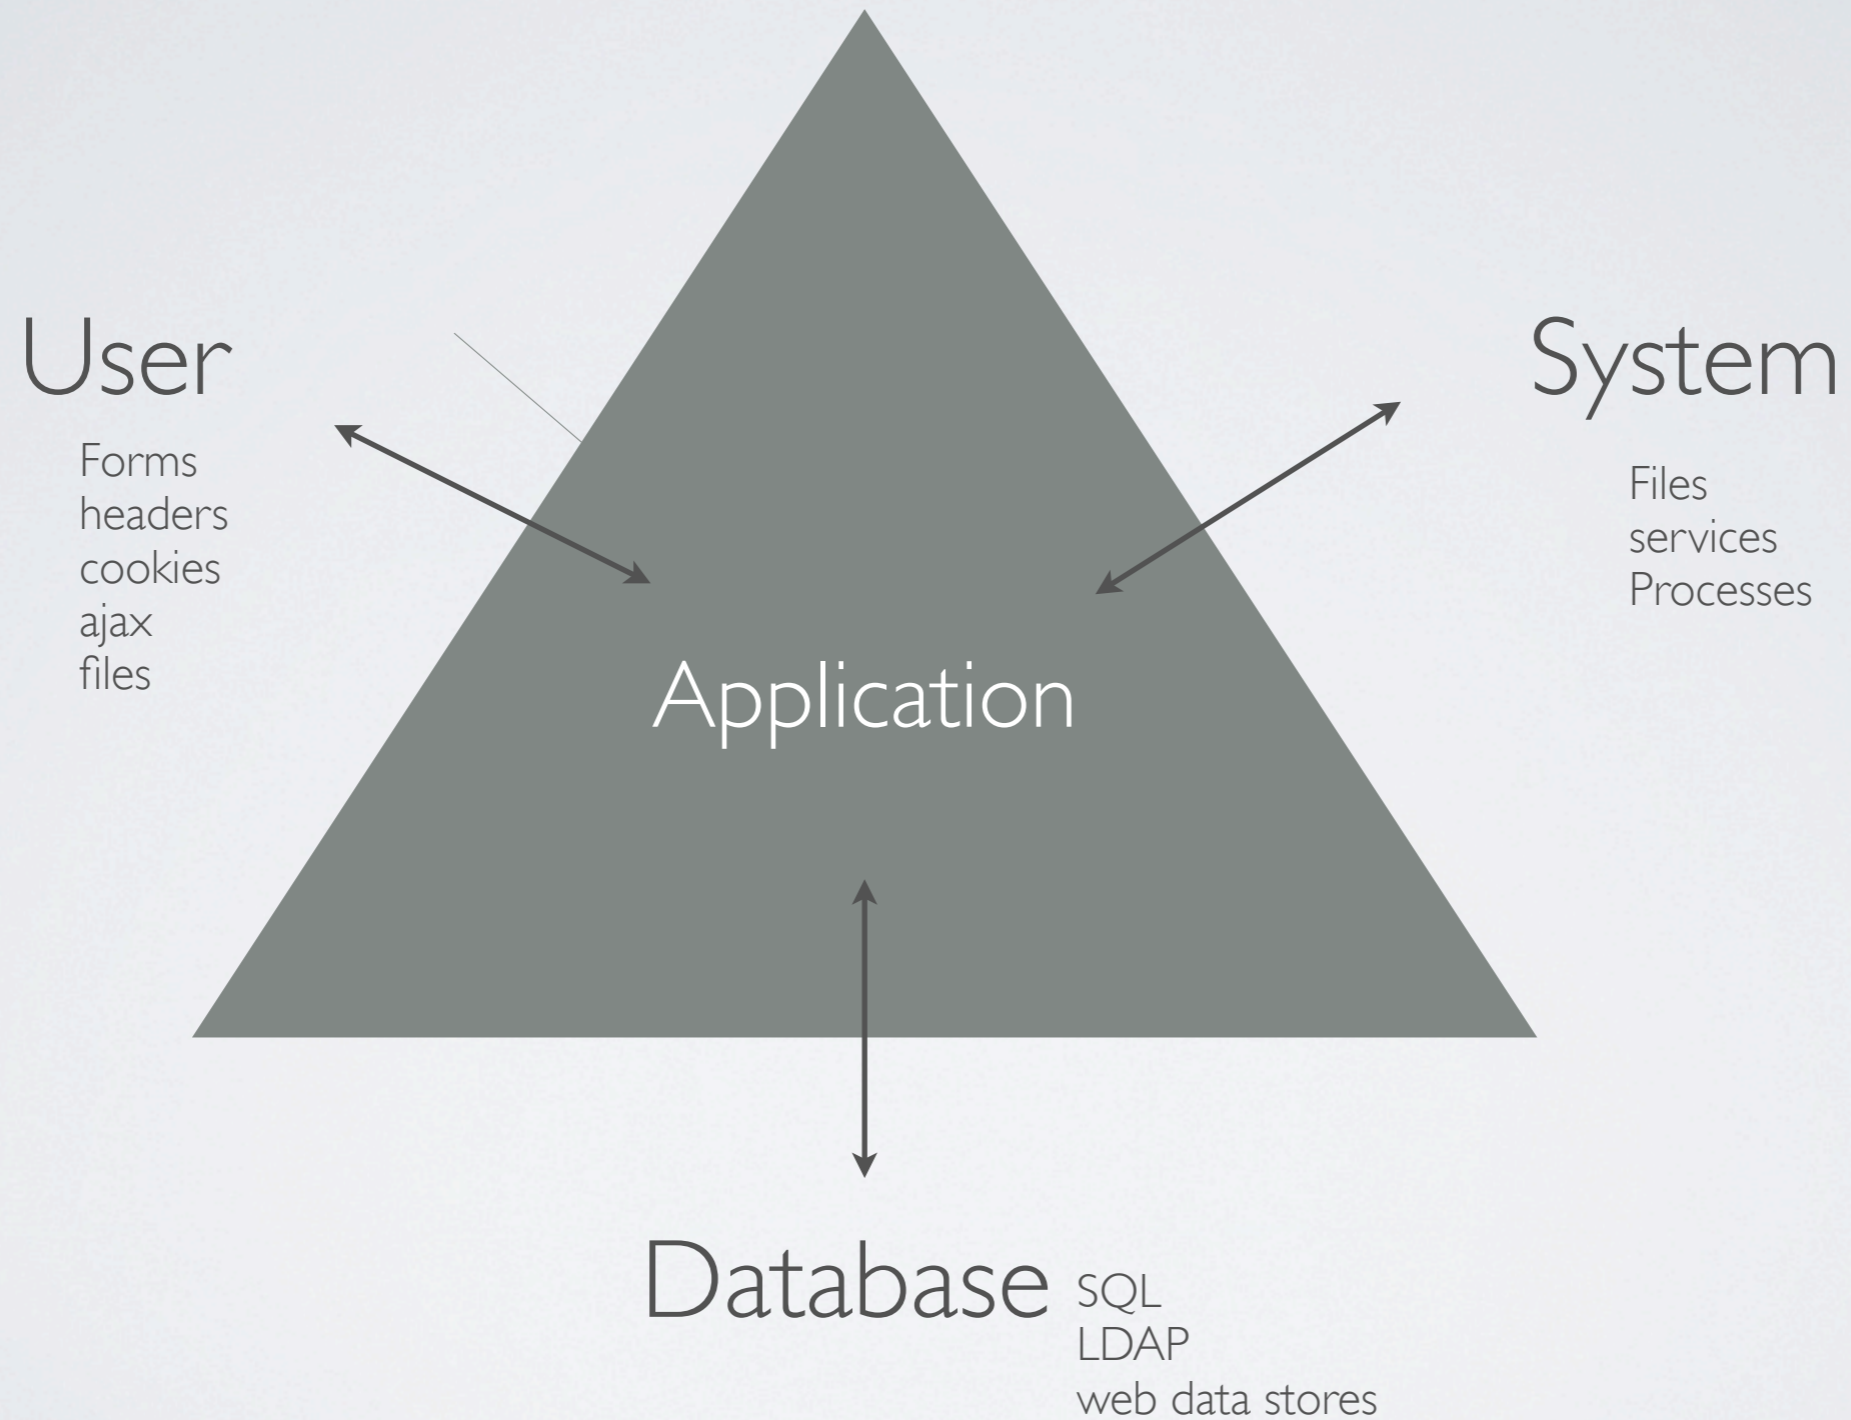 User
Forms
headers
cookies
ajax
files
System
Files
services
Processes
Application
Database
SQL
LDAP
web data stores